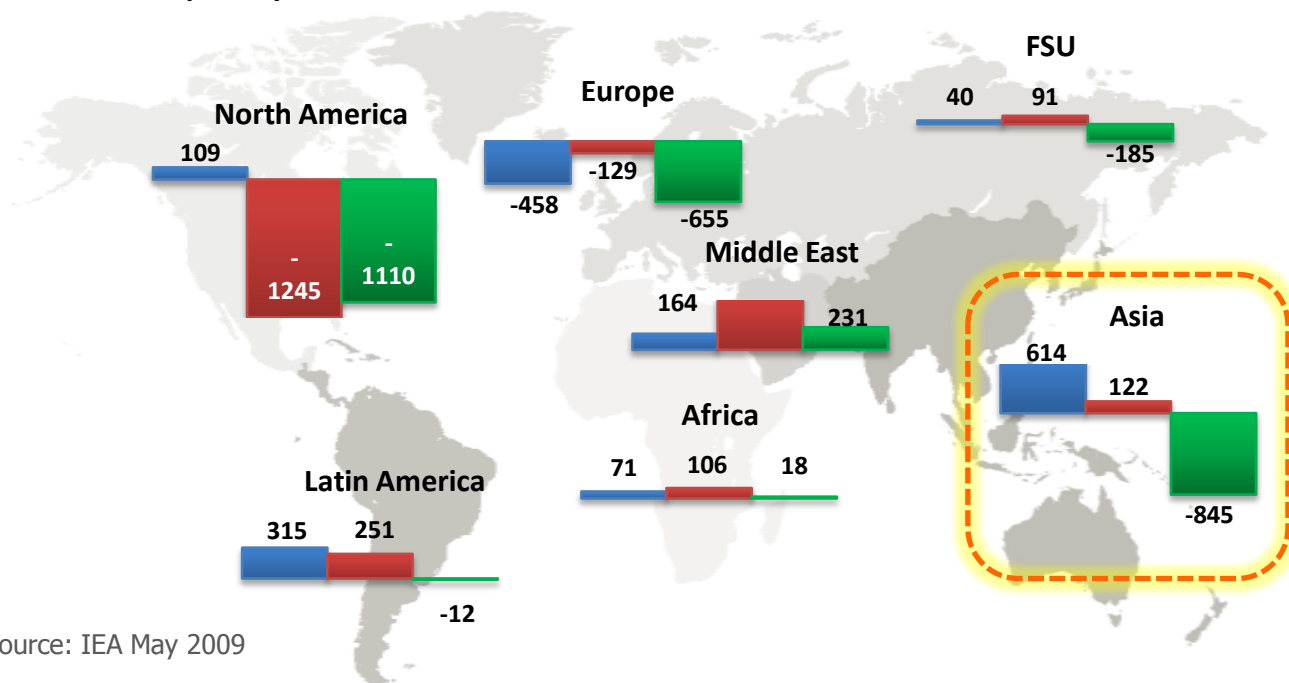 FSU
40 91
-185
Europe
-129
-458
-655
North America
109
-
1245
-
1110
Middle East
164
231
Asia
614
122
-845
Africa
71 106 18
Latin America
315 251
-12
ource: IEA May 2009